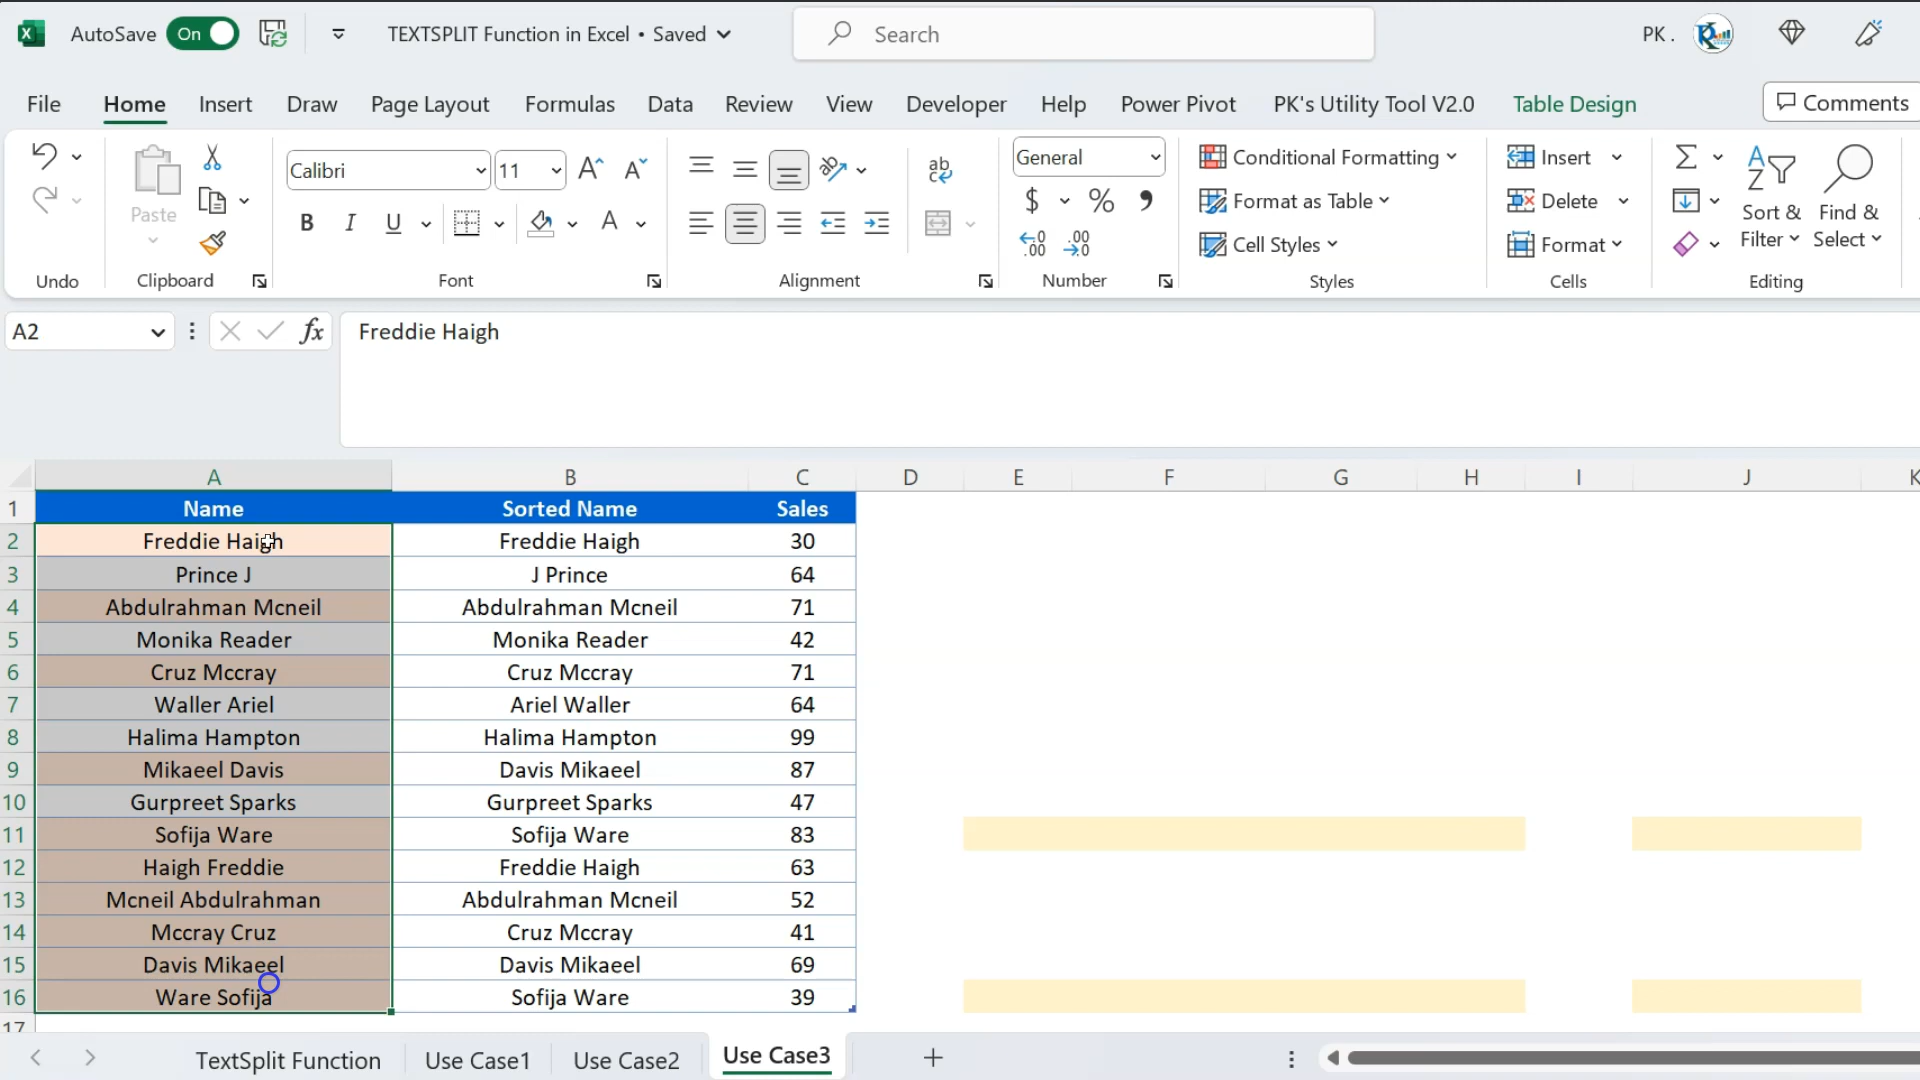 AutoSave On TEXTSPLIT Function in Excel • Saved Search PK .
File Home Insert Draw Page Layout Formulas Data Review View Developer Help Power Pivot PK's Utility Tool V2.0 Table Design Comments
Paste
Calibri 11
B I U A
ab
General
$ % ,
Conditional Formatting
Format as Table
Cell Styles
Insert
Delete
Format
Sort & Filter
Find & Select
Undo Clipboard Font Alignment Number Styles Cells Editing
A2 fx Freddie Haigh
A B C D E F G H I J K
1 Name Sorted Name Sales
2 Freddie Haigh Freddie Haigh 30
3 Prince J J Prince 64
4 Abdulrahman Mcneil Abdulrahman Mcneil 71
5 Monika Reader Monika Reader 42
6 Cruz Mccray Cruz Mccray 71
7 Waller Ariel Ariel Waller 64
8 Halima Hampton Halima Hampton 99
9 Mikaeel Davis Davis Mikaeel 87
10 Gurpreet Sparks Gurpreet Sparks 47
11 Sofija Ware Sofija Ware 83
12 Haigh Freddie Freddie Haigh 63
13 Mcneil Abdulrahman Abdulrahman Mcneil 52
14 Mccray Cruz Cruz Mccray 41
15 Davis Mikaeel Davis Mikaeel 69
16 Ware Sofija Sofija Ware 39
17
TextSplit Function Use Case1 Use Case2 Use Case3